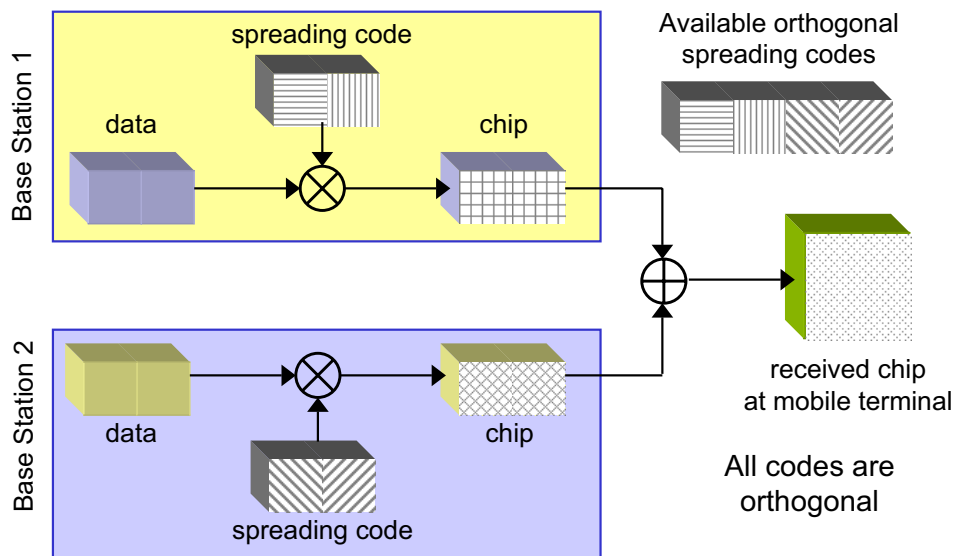 Base Station 1
spreading code
data
chip
Available orthogonal
spreading codes
received chip
at mobile terminal
Base Station 2
data
chip
spreading code
All codes are
orthogonal